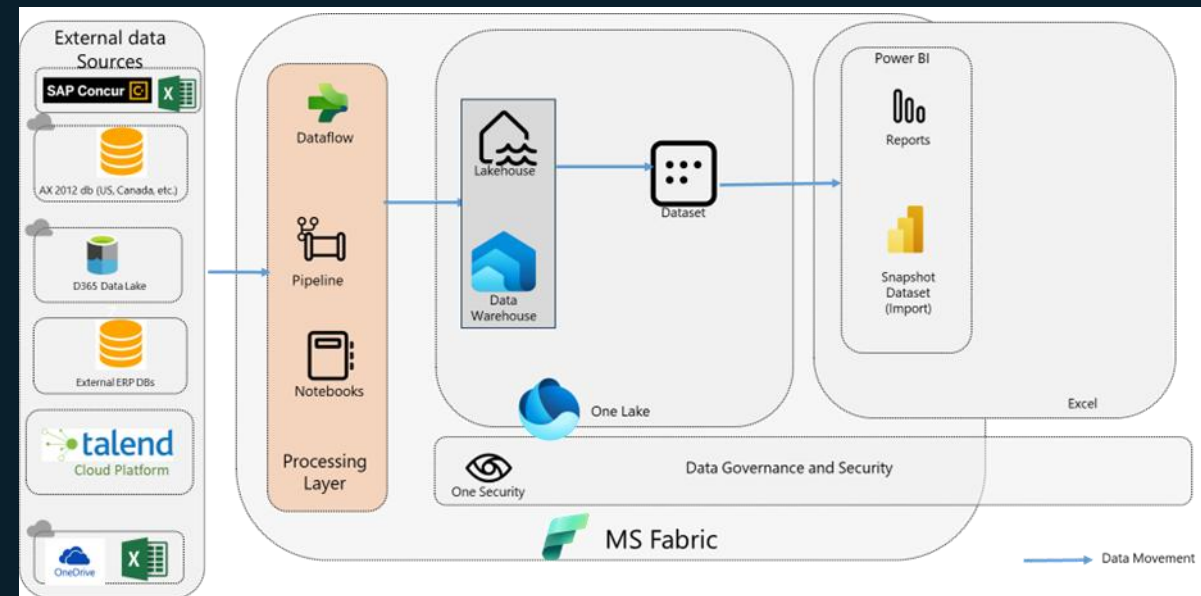 External data
Sources
SAP Concur C
X
AX 2012 db (US, Canada, etc.)
D365 Data Lake
External ERP DBs
talend
Cloud Platform
OneDrive
X
Dataflow
Pipeline
Notebooks
Processing
Layer
Lakehouse
Data
Warehouse
Dataset
One Lake
Power BI
Reports
Snapshot
Dataset
(Import)
Excel
One Security
Data Governance and Security
MS Fabric
Data Movement